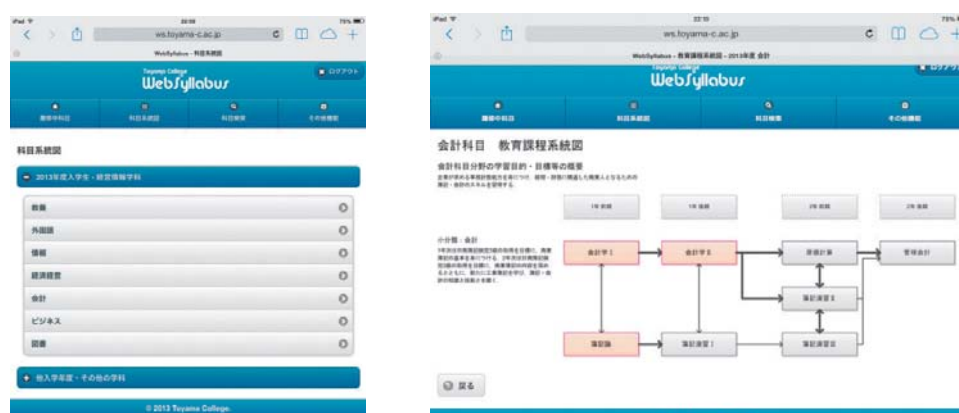 iPad
22:09
75%
ws.toyama-c.ac.jp
WebSyllabus - 科目系統図
Toyama College
WebSyllabus
ログアウト
履修中科目
科目系統図
科目検索
その他機能
科目系統図
2013年度入学生 - 経営情報学科
教養
外国語
情報
経済経営
会計
ビジネス
図書
他入学年度・その他の学科
© 2013 Toyama College.
iPad
22:10
ws.toyama-c.ac.jp
WebSyllabus - 教育課程系統図 - 2013年度 会計
Toyama College
WebSyllabus
ログアウト
履修中科目
科目系統図
科目検索
その他機能
会計科目 教育課程系統図
会計科目分野の学習目的・目標等の概要
1年 前期
1年 後期
2年 前期
2年 後期
小分類：会計
会計学 I
会計学 II
原価計算
管理会計
簿記演習 II
簿記論
簿記演習 I
簿記演習 III
戻る